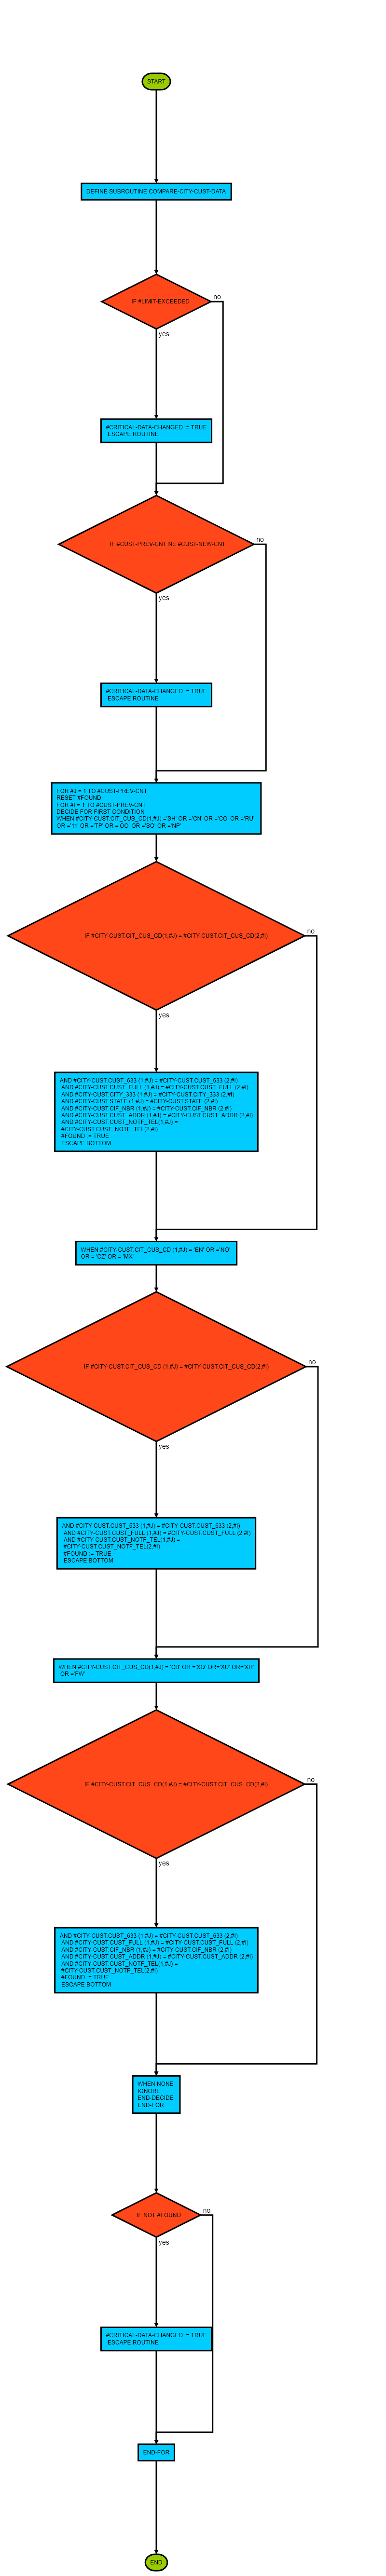 START
DEFINE SUBROUTINE COMPARE-CITY-CUST-DATA
IF #LIMIT-EXCEEDED
no
yes
#CRITICAL-DATA-CHANGED := TRUE
ESCAPE ROUTINE
IF #CUST-PREV-CNT NE #CUST-NEW-CNT
no
yes
#CRITICAL-DATA-CHANGED := TRUE
ESCAPE ROUTINE
FOR #J = 1 TO #CUST-PREV-CNT
RESET #FOUND
FOR #I = 1 TO #CUST-PREV-CNT
DECIDE FOR FIRST CONDITION
WHEN #CITY-CUST.CIT_CUS_CD(1,#J) ='SH' OR ='CN' OR ='CO' OR ='RU'
OR ='11' OR ='TP' OR ='OO' OR ='SO' OR ='NP'
IF #CITY-CUST.CIT_CUS_CD(1,#J) = #CITY-CUST.CIT_CUS_CD(2,#I)
no
yes
AND #CITY-CUST.CUST_633 (1,#J) = #CITY-CUST.CUST_633 (2,#I)
AND #CITY-CUST.CUST_FULL (1,#J) = #CITY-CUST.CUST_FULL (2,#I)
AND #CITY-CUST.CITY_333 (1,#J) = #CITY-CUST.CITY_333 (2,#I)
AND #CITY-CUST.STATE (1,#J) = #CITY-CUST.STATE (2,#I)
AND #CITY-CUST.CIF_NBR (1,#J) = #CITY-CUST.CIF_NBR (2,#I)
AND #CITY-CUST.CUST_ADDR (1,#J) = #CITY-CUST.CUST_ADDR (2,#I)
AND #CITY-CUST.CUST_NOTF_TEL(1,#J) =
#CITY-CUST.CUST_NOTF_TEL(2,#I)
#FOUND := TRUE
ESCAPE BOTTOM
WHEN #CITY-CUST.CIT_CUS_CD (1,#J) = 'EN' OR ='NO'
OR = 'CZ' OR = 'MX'
IF #CITY-CUST.CIT_CUS_CD (1,#J) = #CITY-CUST.CIT_CUS_CD(2,#I)
no
yes
AND #CITY-CUST.CUST_633 (1,#J) = #CITY-CUST.CUST_633 (2,#I)
AND #CITY-CUST.CUST_FULL (1,#J) = #CITY-CUST.CUST_FULL (2,#I)
AND #CITY-CUST.CUST_NOTF_TEL(1,#J) =
#CITY-CUST.CUST_NOTF_TEL(2,#I)
#FOUND := TRUE
ESCAPE BOTTOM
WHEN #CITY-CUST.CIT_CUS_CD(1,#J) = 'CB' OR ='XQ' OR='XU' OR='XR'
OR ='FW'
IF #CITY-CUST.CIT_CUS_CD(1,#J) = #CITY-CUST.CIT_CUS_CD(2,#I)
no
yes
AND #CITY-CUST.CUST_633 (1,#J) = #CITY-CUST.CUST_633 (2,#I)
AND #CITY-CUST.CUST_FULL (1,#J) = #CITY-CUST.CUST_FULL (2,#I)
AND #CITY-CUST.CIF_NBR (1,#J) = #CITY-CUST.CIF_NBR (2,#I)
AND #CITY-CUST.CUST_ADDR (1,#J) = #CITY-CUST.CUST_ADDR (2,#I)
AND #CITY-CUST.CUST_NOTF_TEL(1,#J) =
#CITY-CUST.CUST_NOTF_TEL(2,#I)
#FOUND := TRUE
ESCAPE BOTTOM
WHEN NONE
IGNORE
END-DECIDE
END-FOR
IF NOT #FOUND
no
yes
#CRITICAL-DATA-CHANGED := TRUE
ESCAPE ROUTINE
END-FOR
END